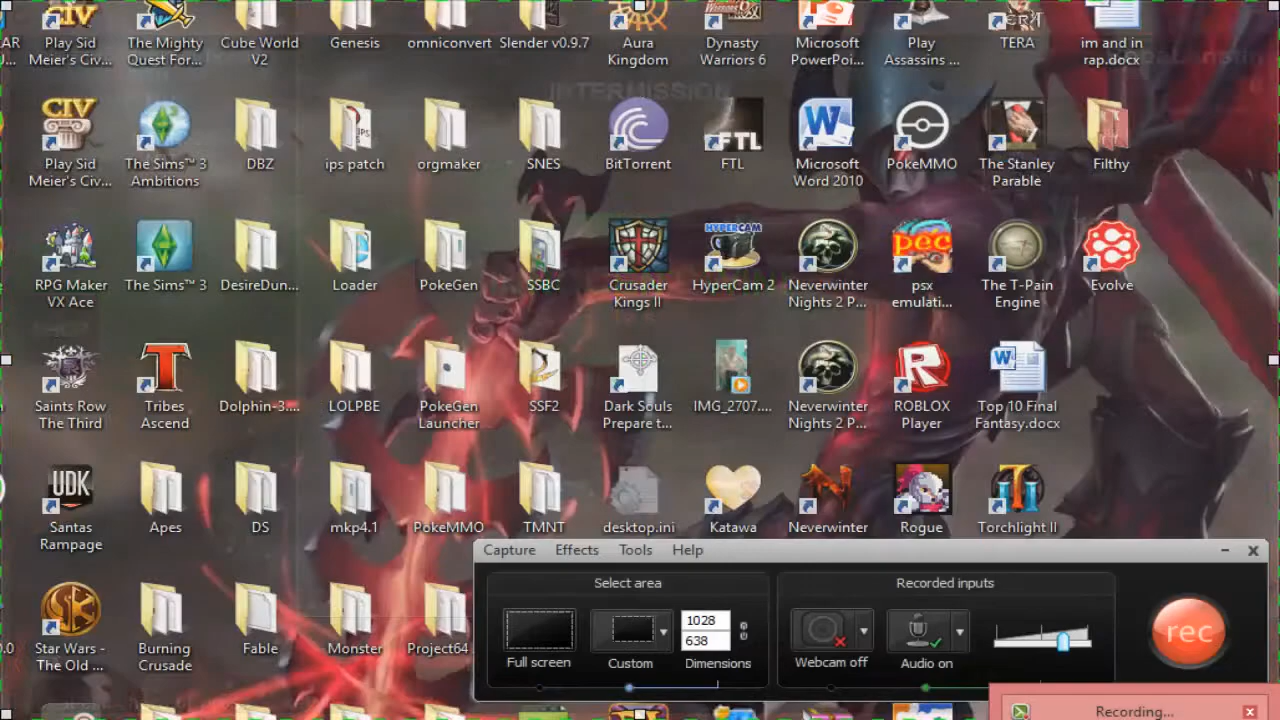 Play Sid
Meier's Civ...
The Mighty
Quest For...
Cube World
V2
Genesis
omniconvert
Slender v0.9.7
Aura
Kingdom
Dynasty
Warriors 6
Microsoft
PowerPoi...
Play
Assassins ...
TERA
im and in
rap.docx
INTERMISSION
Play Sid
Meier's Civ...
The Sims™ 3
Ambitions
DBZ
ips patch
orgmaker
SNES
BitTorrent
FTL
FTL
Microsoft
Word 2010
PokeMMO
The Stanley
Parable
Filthy
RPG Maker
VX Ace
The Sims™ 3
DesireDun...
Loader
PokeGen
SSBC
Crusader
Kings II
HYPERCAM
HyperCam 2
Neverwinter
Nights 2 P...
pec
psx
emulati...
The T-Pain
Engine
Evolve
Saints Row
The Third
Tribes
Ascend
Dolphin-3....
LOLPBE
PokeGen
Launcher
SSF2
Dark Souls
Prepare t...
IMG_2707....
Neverwinter
Nights 2 P...
ROBLOX
Player
Top 10 Final
Fantasy.docx
UDK
Santas
Rampage
Apes
DS
mkp4.1
PokeMMO
TMNT
desktop.ini
Katawa
Neverwinter
Rogue
Torchlight II
Star Wars -
The Old ...
Burning
Crusade
Fable
Monster
Project64
Capture Effects Tools Help
Select area
Recorded inputs
1028
638
Full screen
Custom
Dimensions
Webcam off
Audio on
rec
Recording...